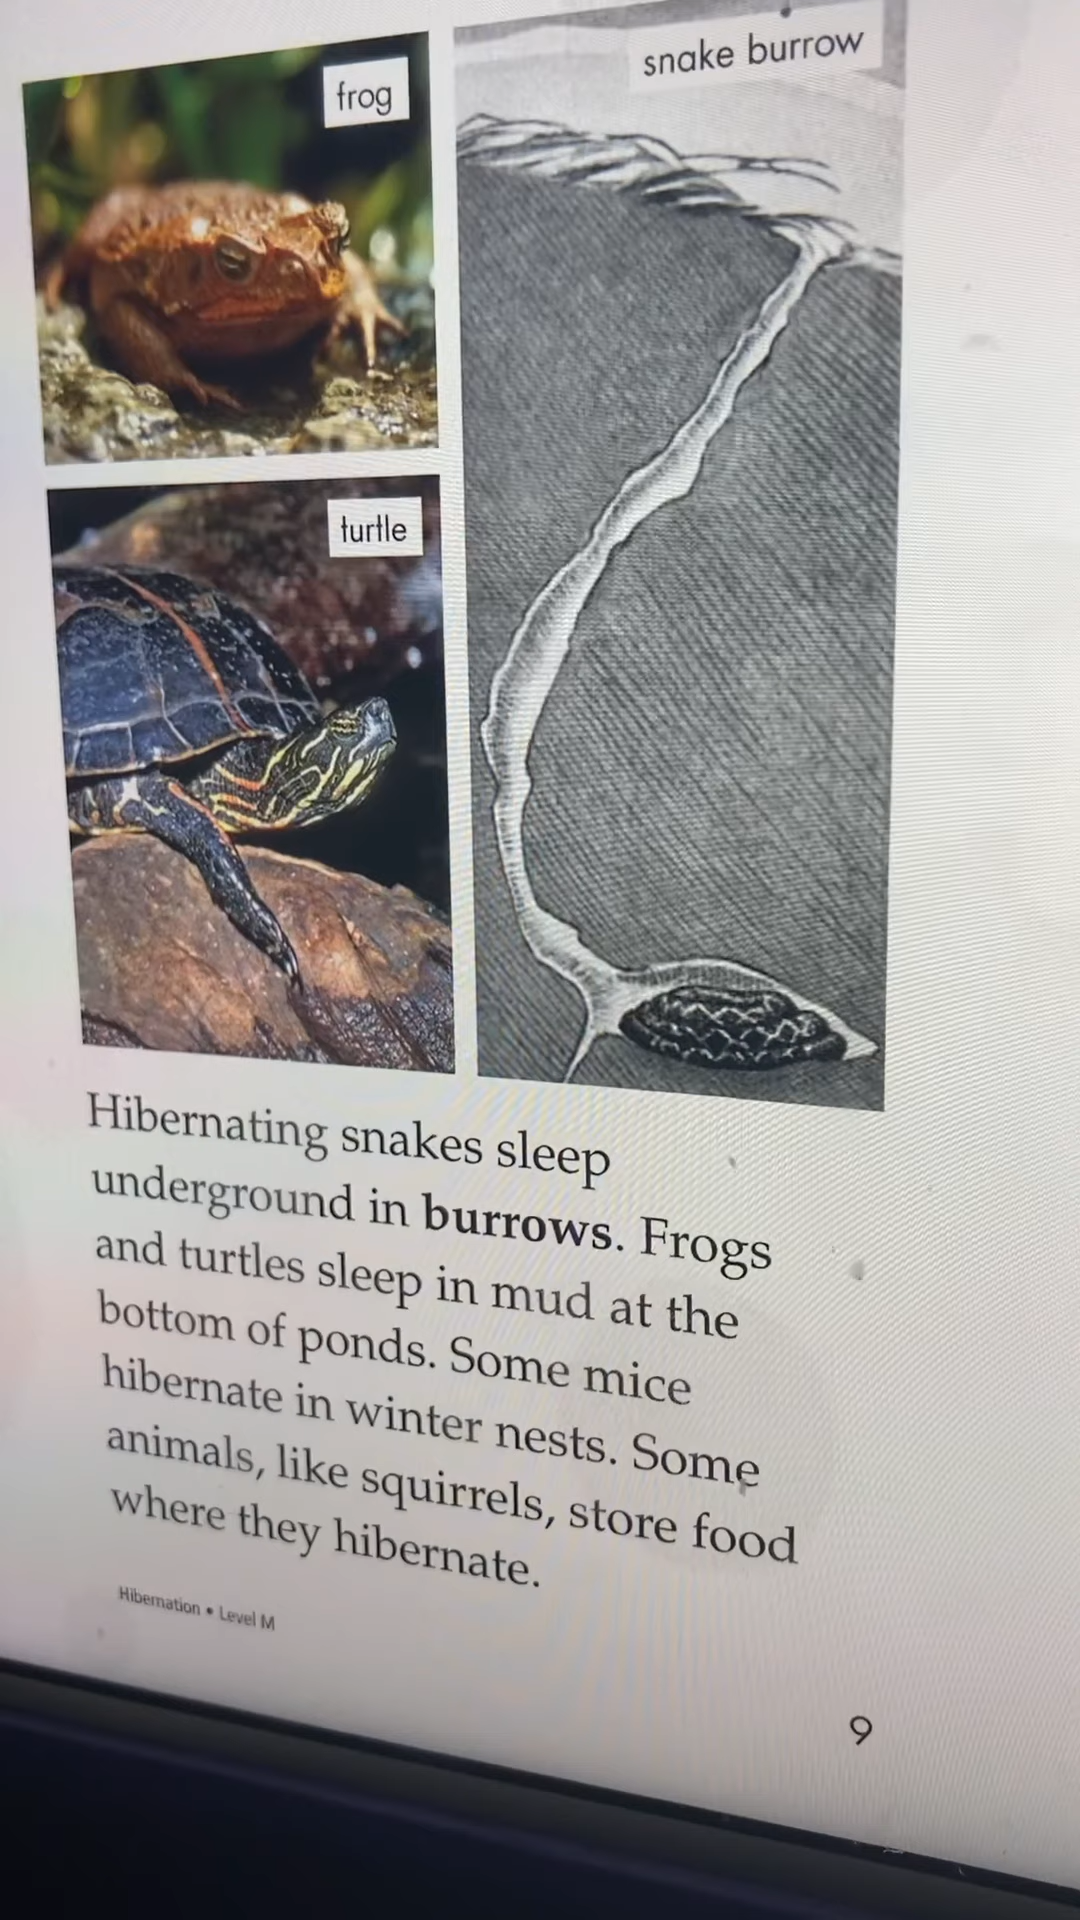 frog
snake burrow
turtle
Hibernating snakes sleep
underground in burrows. Frogs
and turtles sleep in mud at the
bottom of ponds. Some mice
hibernate in winter nests. Some
animals, like squirrels, store food
where they hibernate.
Hibernation • Level M
9